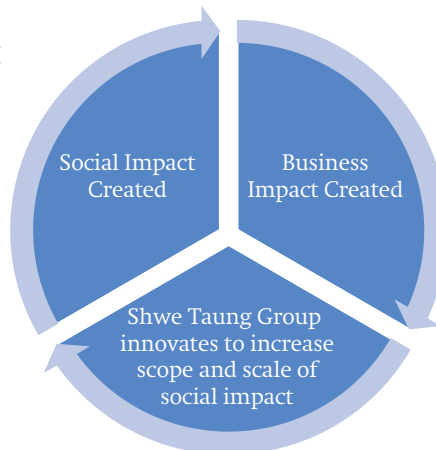 Social Impact
Created
Business
Impact Created
Shwe Taung Group
innovates to increase
scope and scale of
social impact